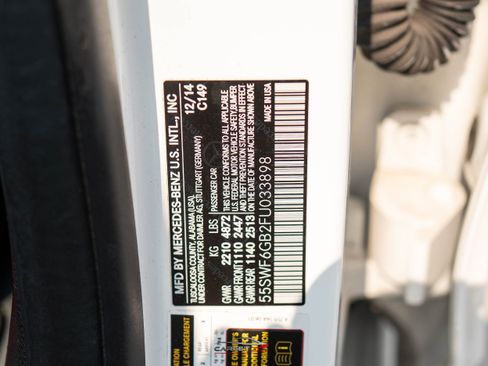 MFD BY MERCEDES-BENZ U.S. INTL., INC
12/14
TUSCALOOSA COUNTY, ALABAMA (USA)
C149
UNDER CONTRACT FOR DAIMLER AG, STUTTGART (GERMANY)
KG LBS
PASSENGER CAR
GVWR 2210 4872
GAWR FRONT 1110 2447
GAWR REAR 1140 2513
THIS VEHICLE CONFORMS TO ALL APPLICABLE
U.S. FEDERAL MOTOR VEHICLE SAFETY, BUMPER
AND THEFT PREVENTION STANDARDS IN EFFECT
ON THE DATE OF MANUFACTURE SHOWN ABOVE
55SWF6GB2FU033898
MADE IN USA
FOR
ADDITIONAL
INFORMATION